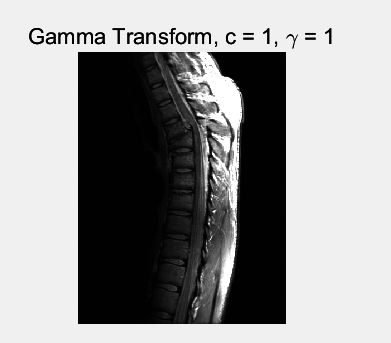 Gamma Transform, c = 1, γ = 1